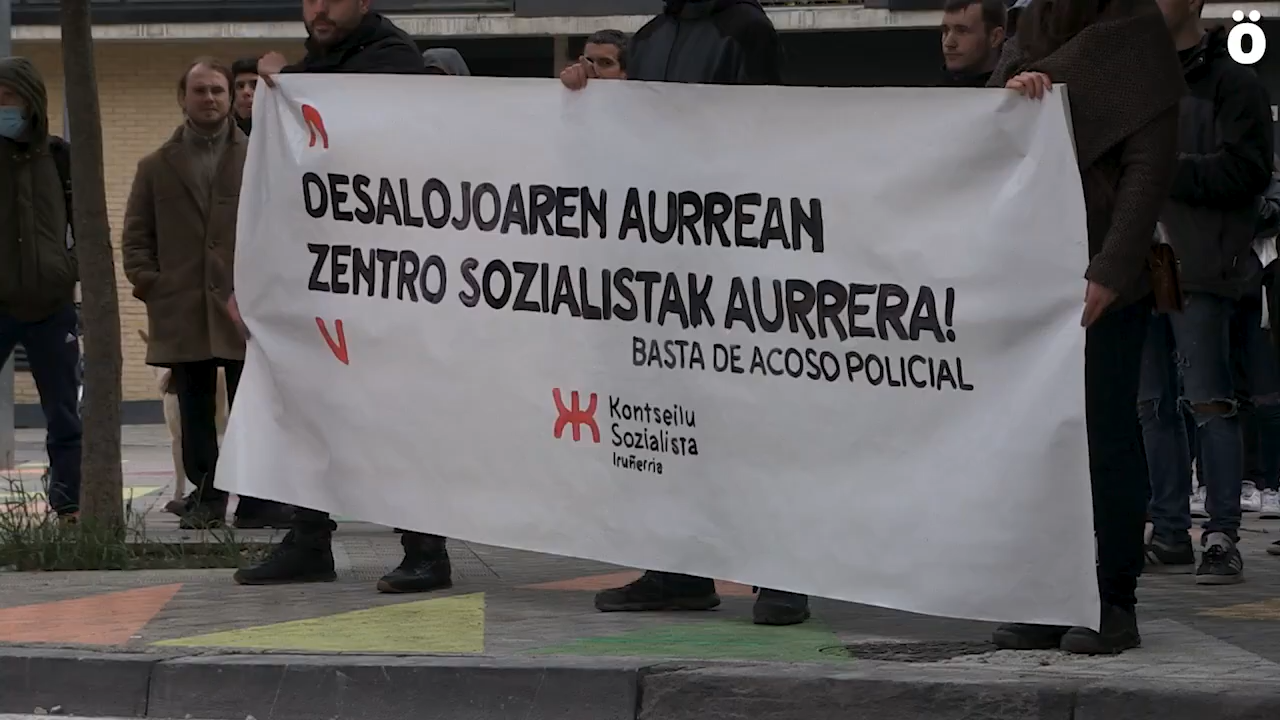 ö
DESALOJOAREN AURREAN
ZENTRO SOZIALISTAK AURRERA!
BASTA DE ACOSO POLICIAL
Kontseilu
Sozialista
Iruñerria